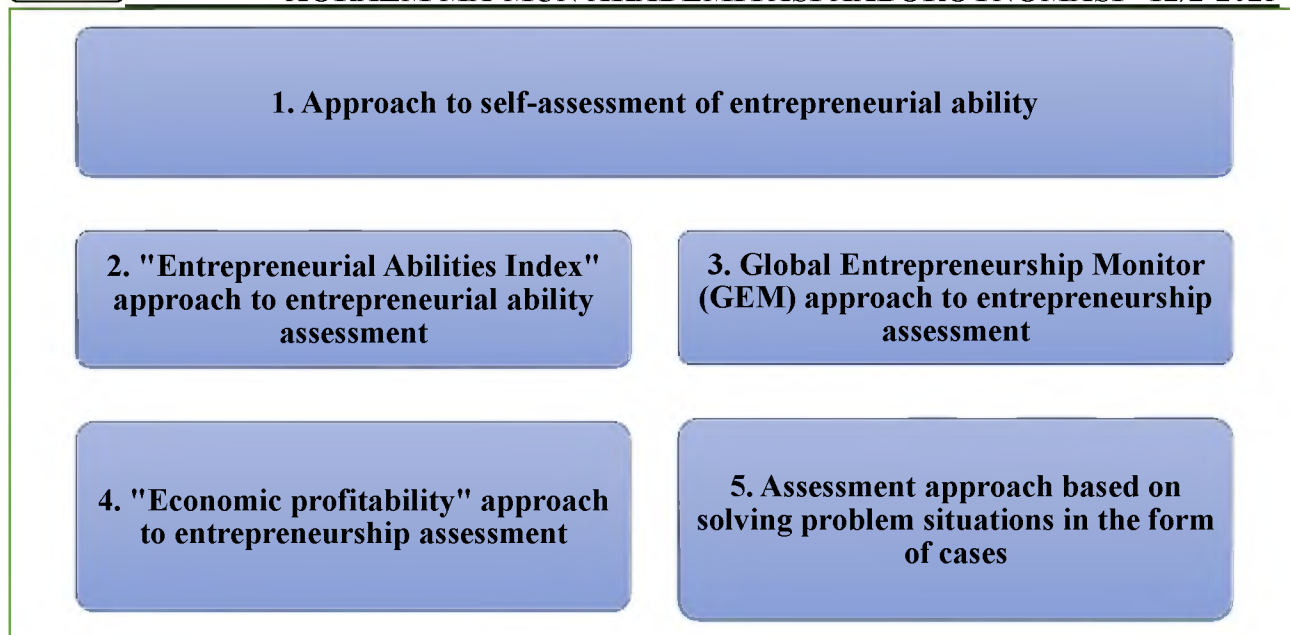 1. Approach to self-assessment of entrepreneurial ability
2. "Entrepreneurial Abilities Index"
approach to entrepreneurial ability
assessment
3. Global Entrepreneurship Monitor
(GEM) approach to entrepreneurship
assessment
4. "Economic profitability" approach
to entrepreneurship assessment
5. Assessment approach based on
solving problem situations in the form
of cases